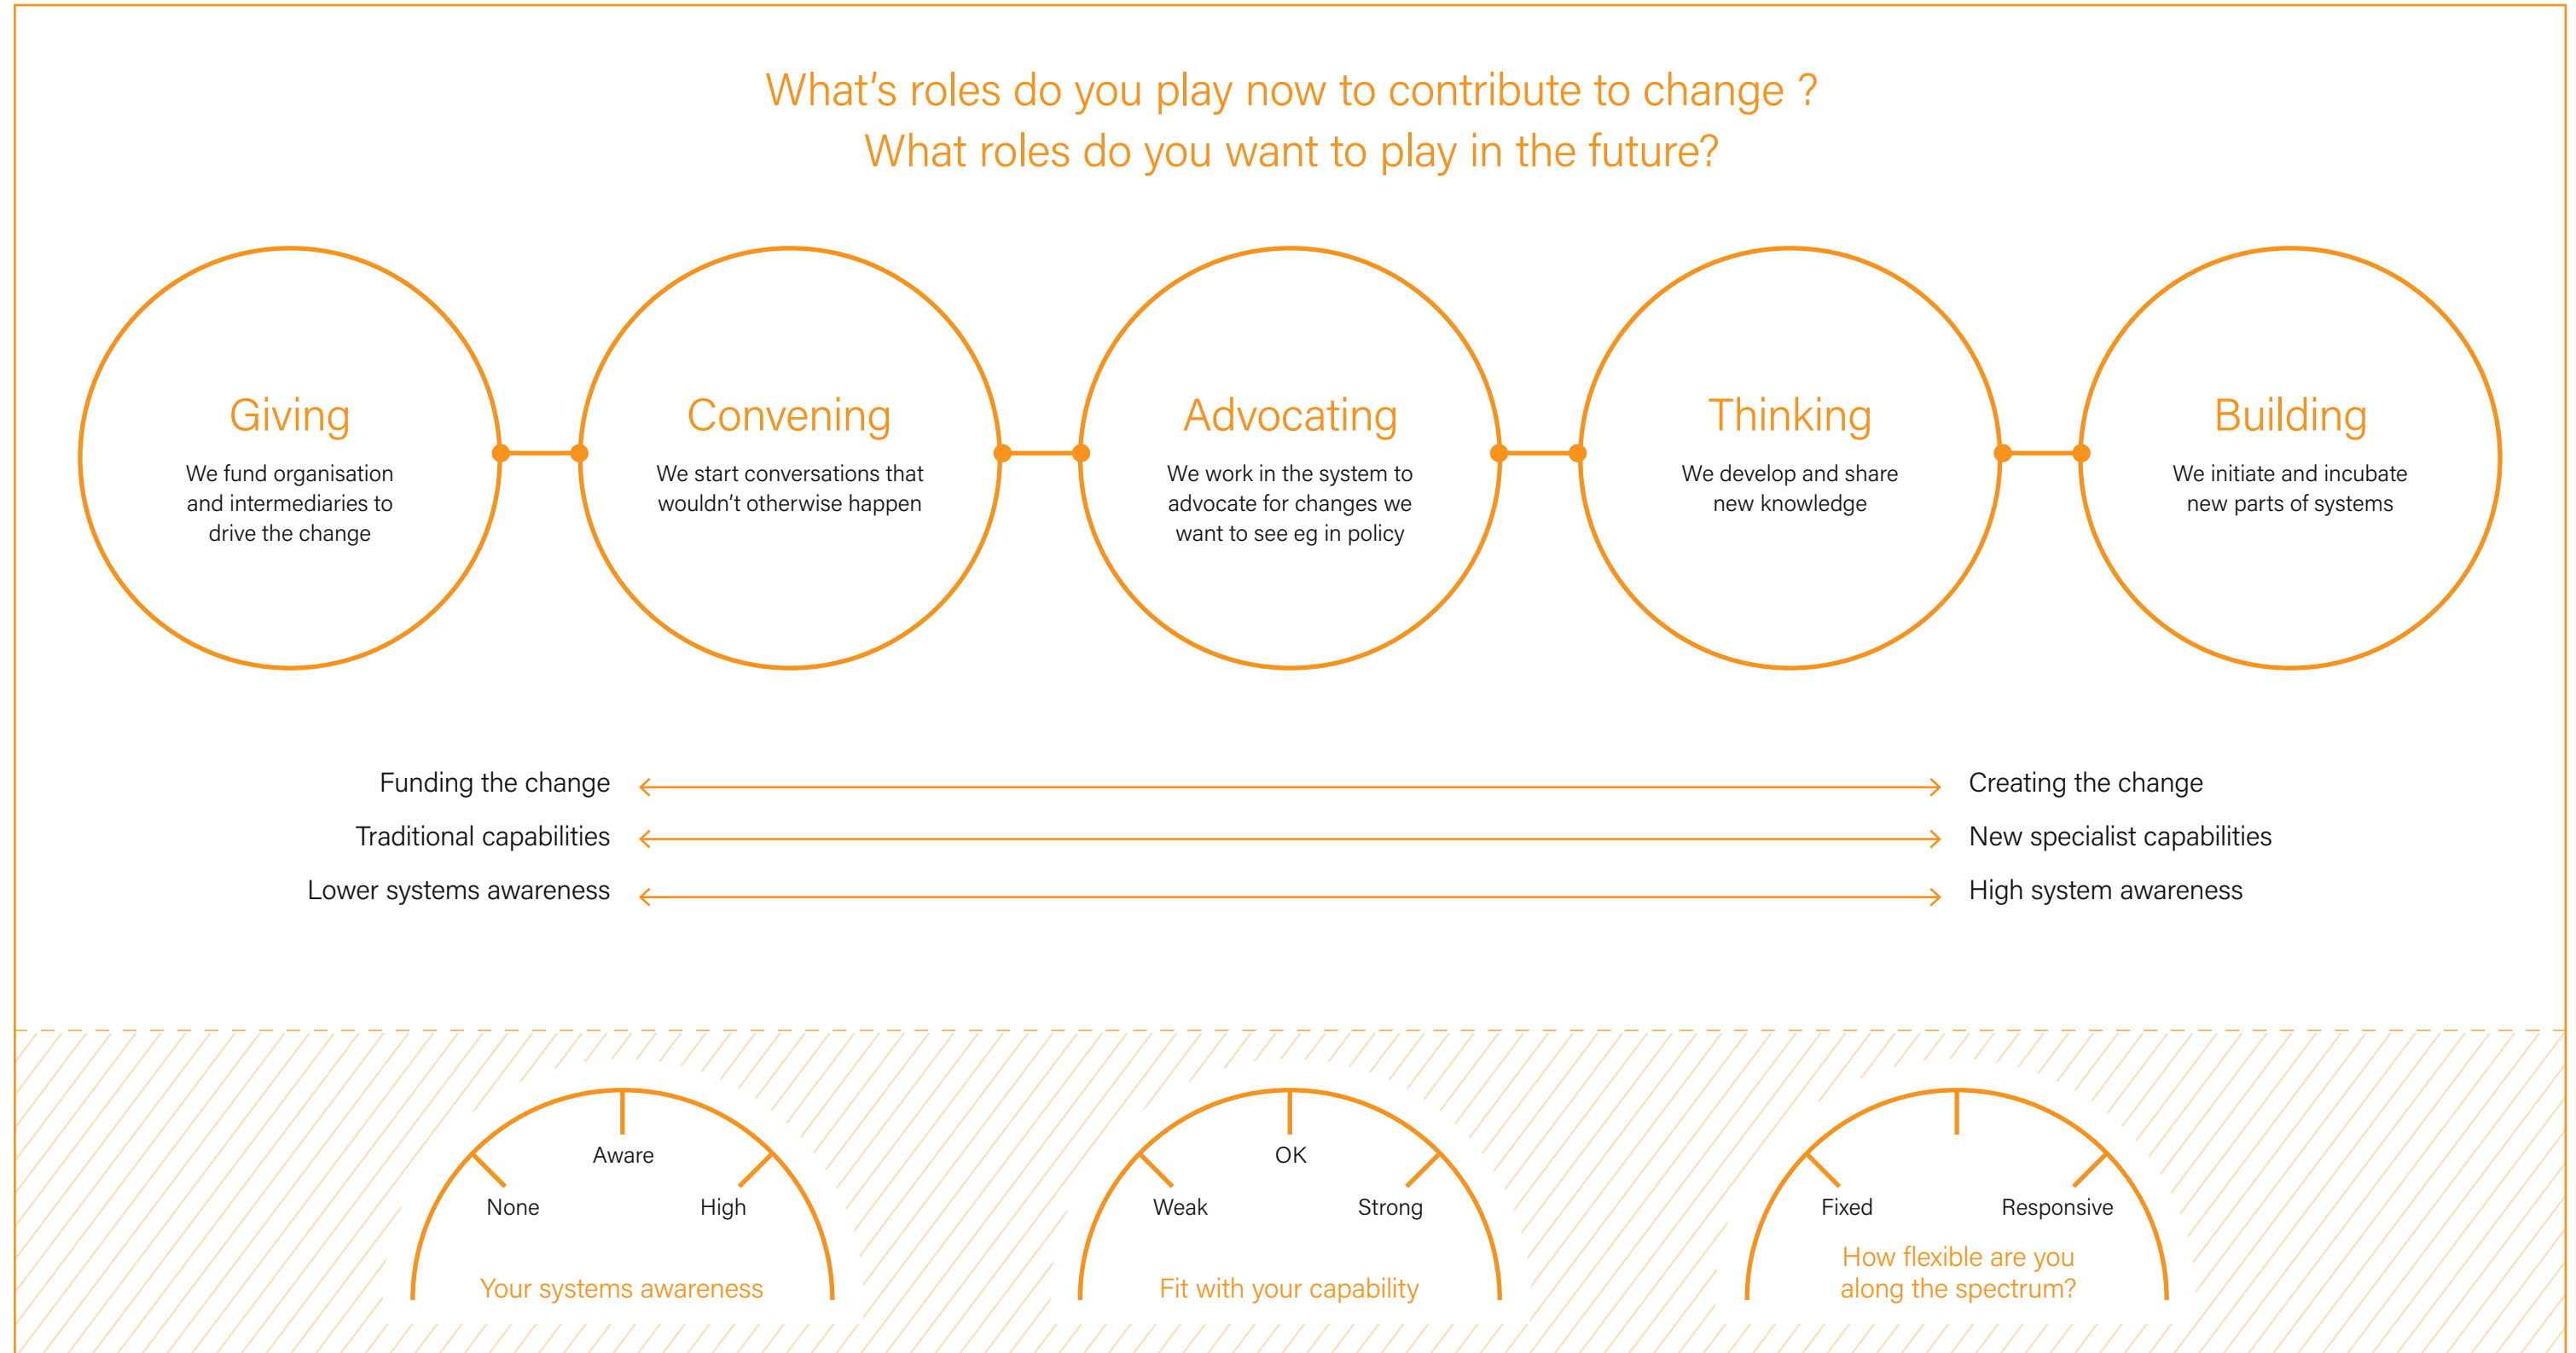 What's roles do you play now to contribute to change ?
What roles do you want to play in the future?
Giving
We fund organisation
and intermediaries to
drive the change
Convening
We start conversations that
wouldn't otherwise happen
Advocating
We work in the system to
advocate for changes we
want to see eg in policy
Thinking
We develop and share
new knowledge
Building
We initiate and incubate
new parts of systems
Funding the change
Creating the change
Traditional capabilities
New specialist capabilities
Lower systems awareness
High system awareness
None
Aware
High
Your systems awareness
Weak
OK
Strong
Fit with your capability
Fixed
Responsive
How flexible are you
along the spectrum?